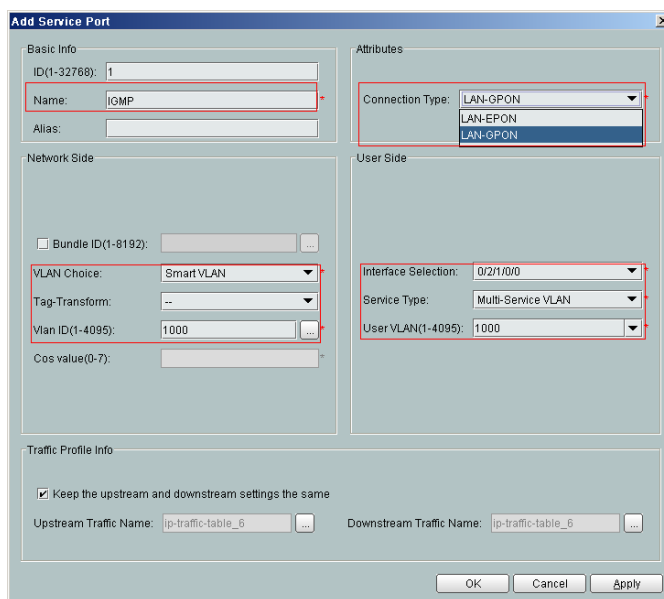 Add Service Port
Basic Info
ID(1-32768): 1
Name: IGMP *
Alias:
Attributes
Connection Type: LAN-GPON *
LAN-EPON
LAN-GPON
Network Side
Bundle ID(1-8192): ...
VLAN Choice: Smart VLAN *
Tag-Transform: --
Vlan ID(1-4095): 1000 ... *
Cos value(0-7): *
User Side
Interface Selection: 0/2/1/0/0 *
Service Type: Multi-Service VLAN *
User VLAN(1-4095): 1000 *
Traffic Profile Info
Keep the upstream and downstream settings the same
Upstream Traffic Name: ip-traffic-table_6 ... Downstream Traffic Name: ip-traffic-table_6 ...
OK Cancel Apply